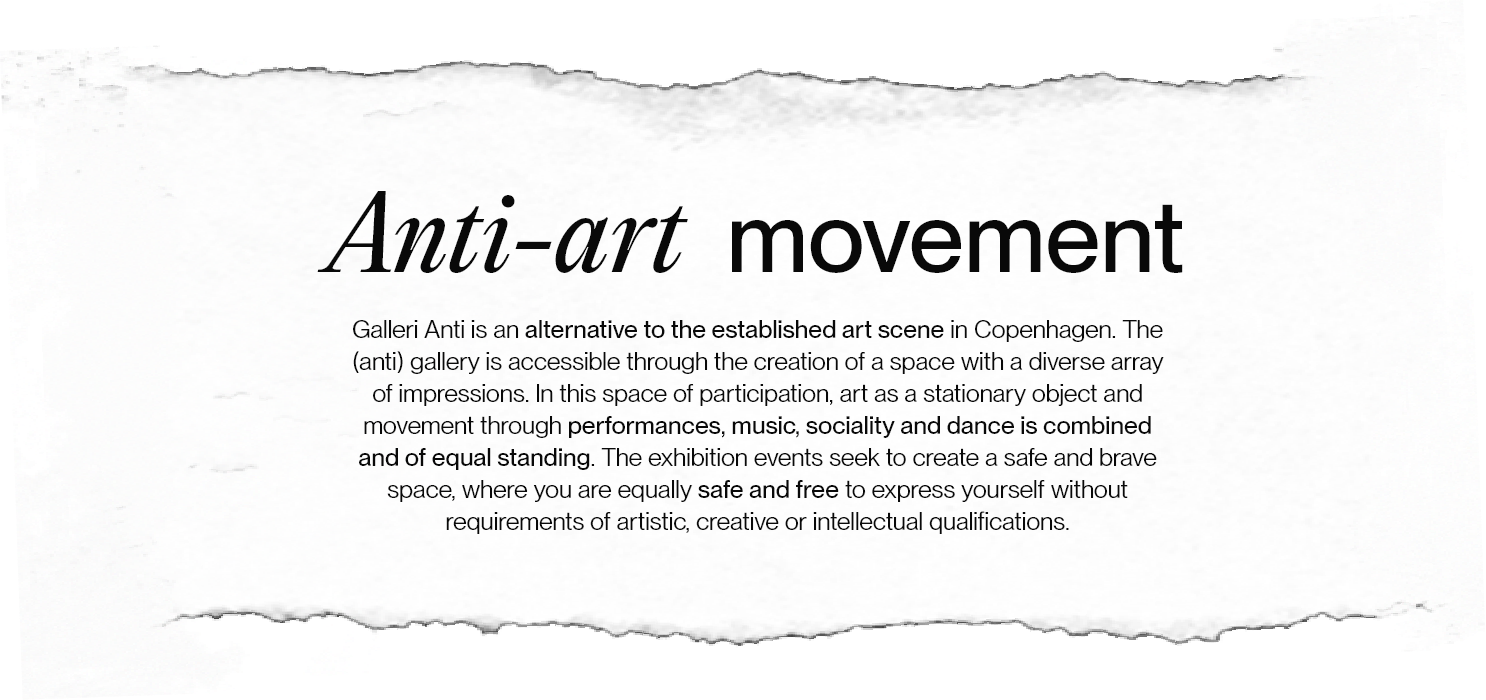 Anti-art movement
Galleri Anti is an alternative to the established art scene in Copenhagen. The
(anti) gallery is accessible through the creation of a space with a diverse array
of impressions. In this space of participation, art as a stationary object and
movement through performances, music, sociality and dance is combined
and of equal standing. The exhibition events seek to create a safe and brave
space, where you are equally safe and free to express yourself without
requirements of artistic, creative or intellectual qualifications.